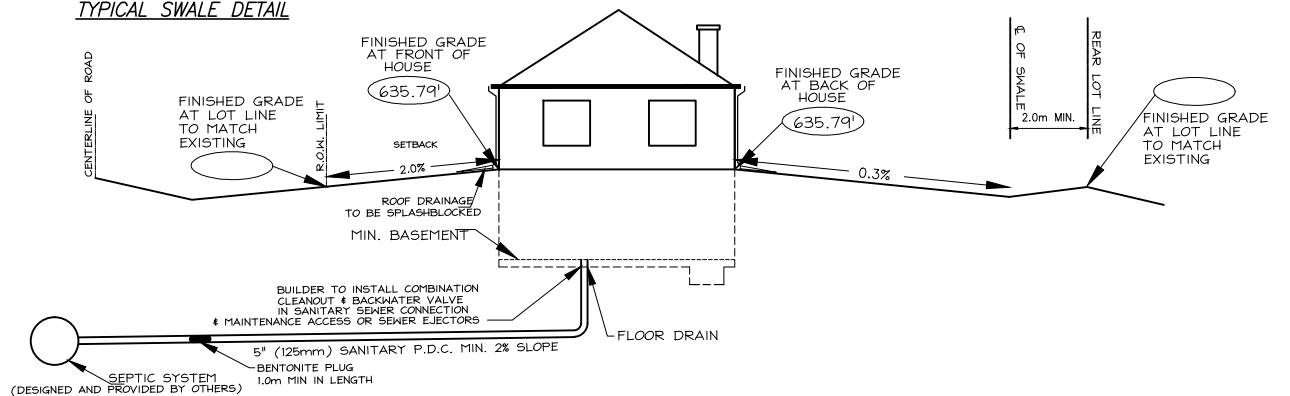 TYPICAL SWALE DETAIL
CENTERLINE OF ROAD
FINISHED GRADE
AT LOT LINE
TO MATCH
EXISTING
R.O.W. LIMIT
FINISHED GRADE
AT FRONT OF
HOUSE
635.79'
SETBACK
2.0%
FINISHED GRADE
AT BACK OF
HOUSE
635.79'
0.3%
℄ OF SWALE
2.0m MIN.
REAR LOT LINE
FINISHED GRADE
AT LOT LINE
TO MATCH
EXISTING
ROOF DRAINAGE
TO BE SPLASHBLOCKED
MIN. BASEMENT
BUILDER TO INSTALL COMBINATION
CLEANOUT & BACKWATER VALVE
IN SANITARY SEWER CONNECTION
& MAINTENANCE ACCESS OR SEWER EJECTORS
FLOOR DRAIN
5" (125mm) SANITARY P.D.C. MIN. 2% SLOPE
BENTONITE PLUG
1.0m MIN IN LENGTH
SEPTIC SYSTEM
(DESIGNED AND PROVIDED BY OTHERS)